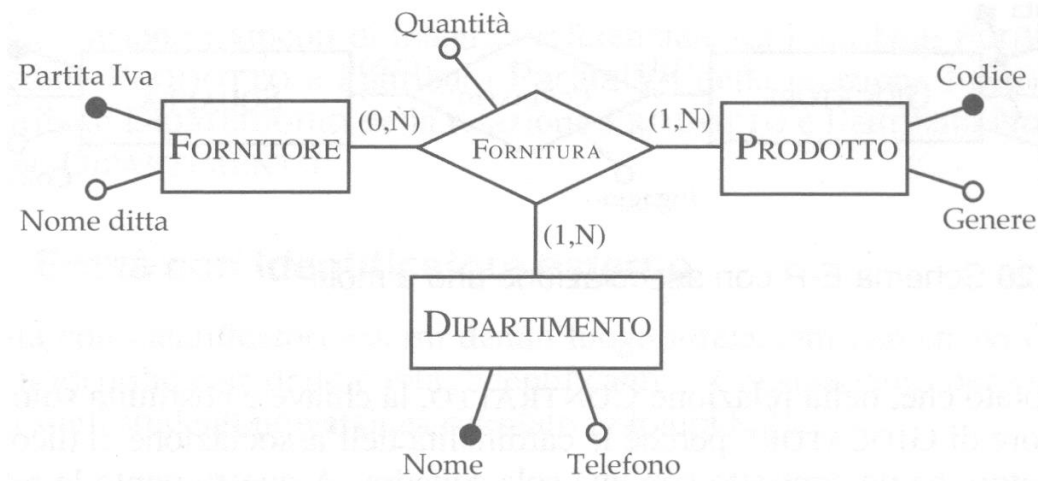 Quantità
Partita Iva
Codice
(0,N)
(1,N)
FORNITORE
FORNITURA
PRODOTTO
Nome ditta
Genere
(1,N)
DIPARTIMENTO
Nome
Telefono